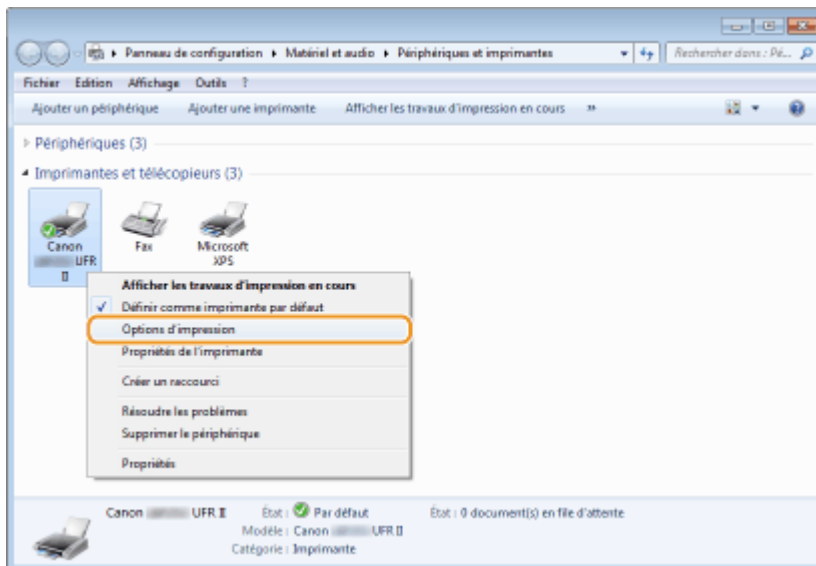 Panneau de configuration Matériel et audio Périphériques et imprimantes Rechercher dans : Pé...
Fichier Edition Affichage Outils ?
Ajouter un périphérique Ajouter une imprimante Afficher les travaux d'impression en cours »
Périphériques (3)
Imprimantes et télécopieurs (3)
Canon UFR II
Fax
Microsoft XPS
Afficher les travaux d'impression en cours
Définir comme imprimante par défaut
Options d'impression
Propriétés de l'imprimante
Créer un raccourci
Résoudre les problèmes
Supprimer le périphérique
Propriétés
Canon UFR II État : Par défaut État : 0 document(s) en file d'attente
Modèle : Canon UFR II
Catégorie : Imprimante